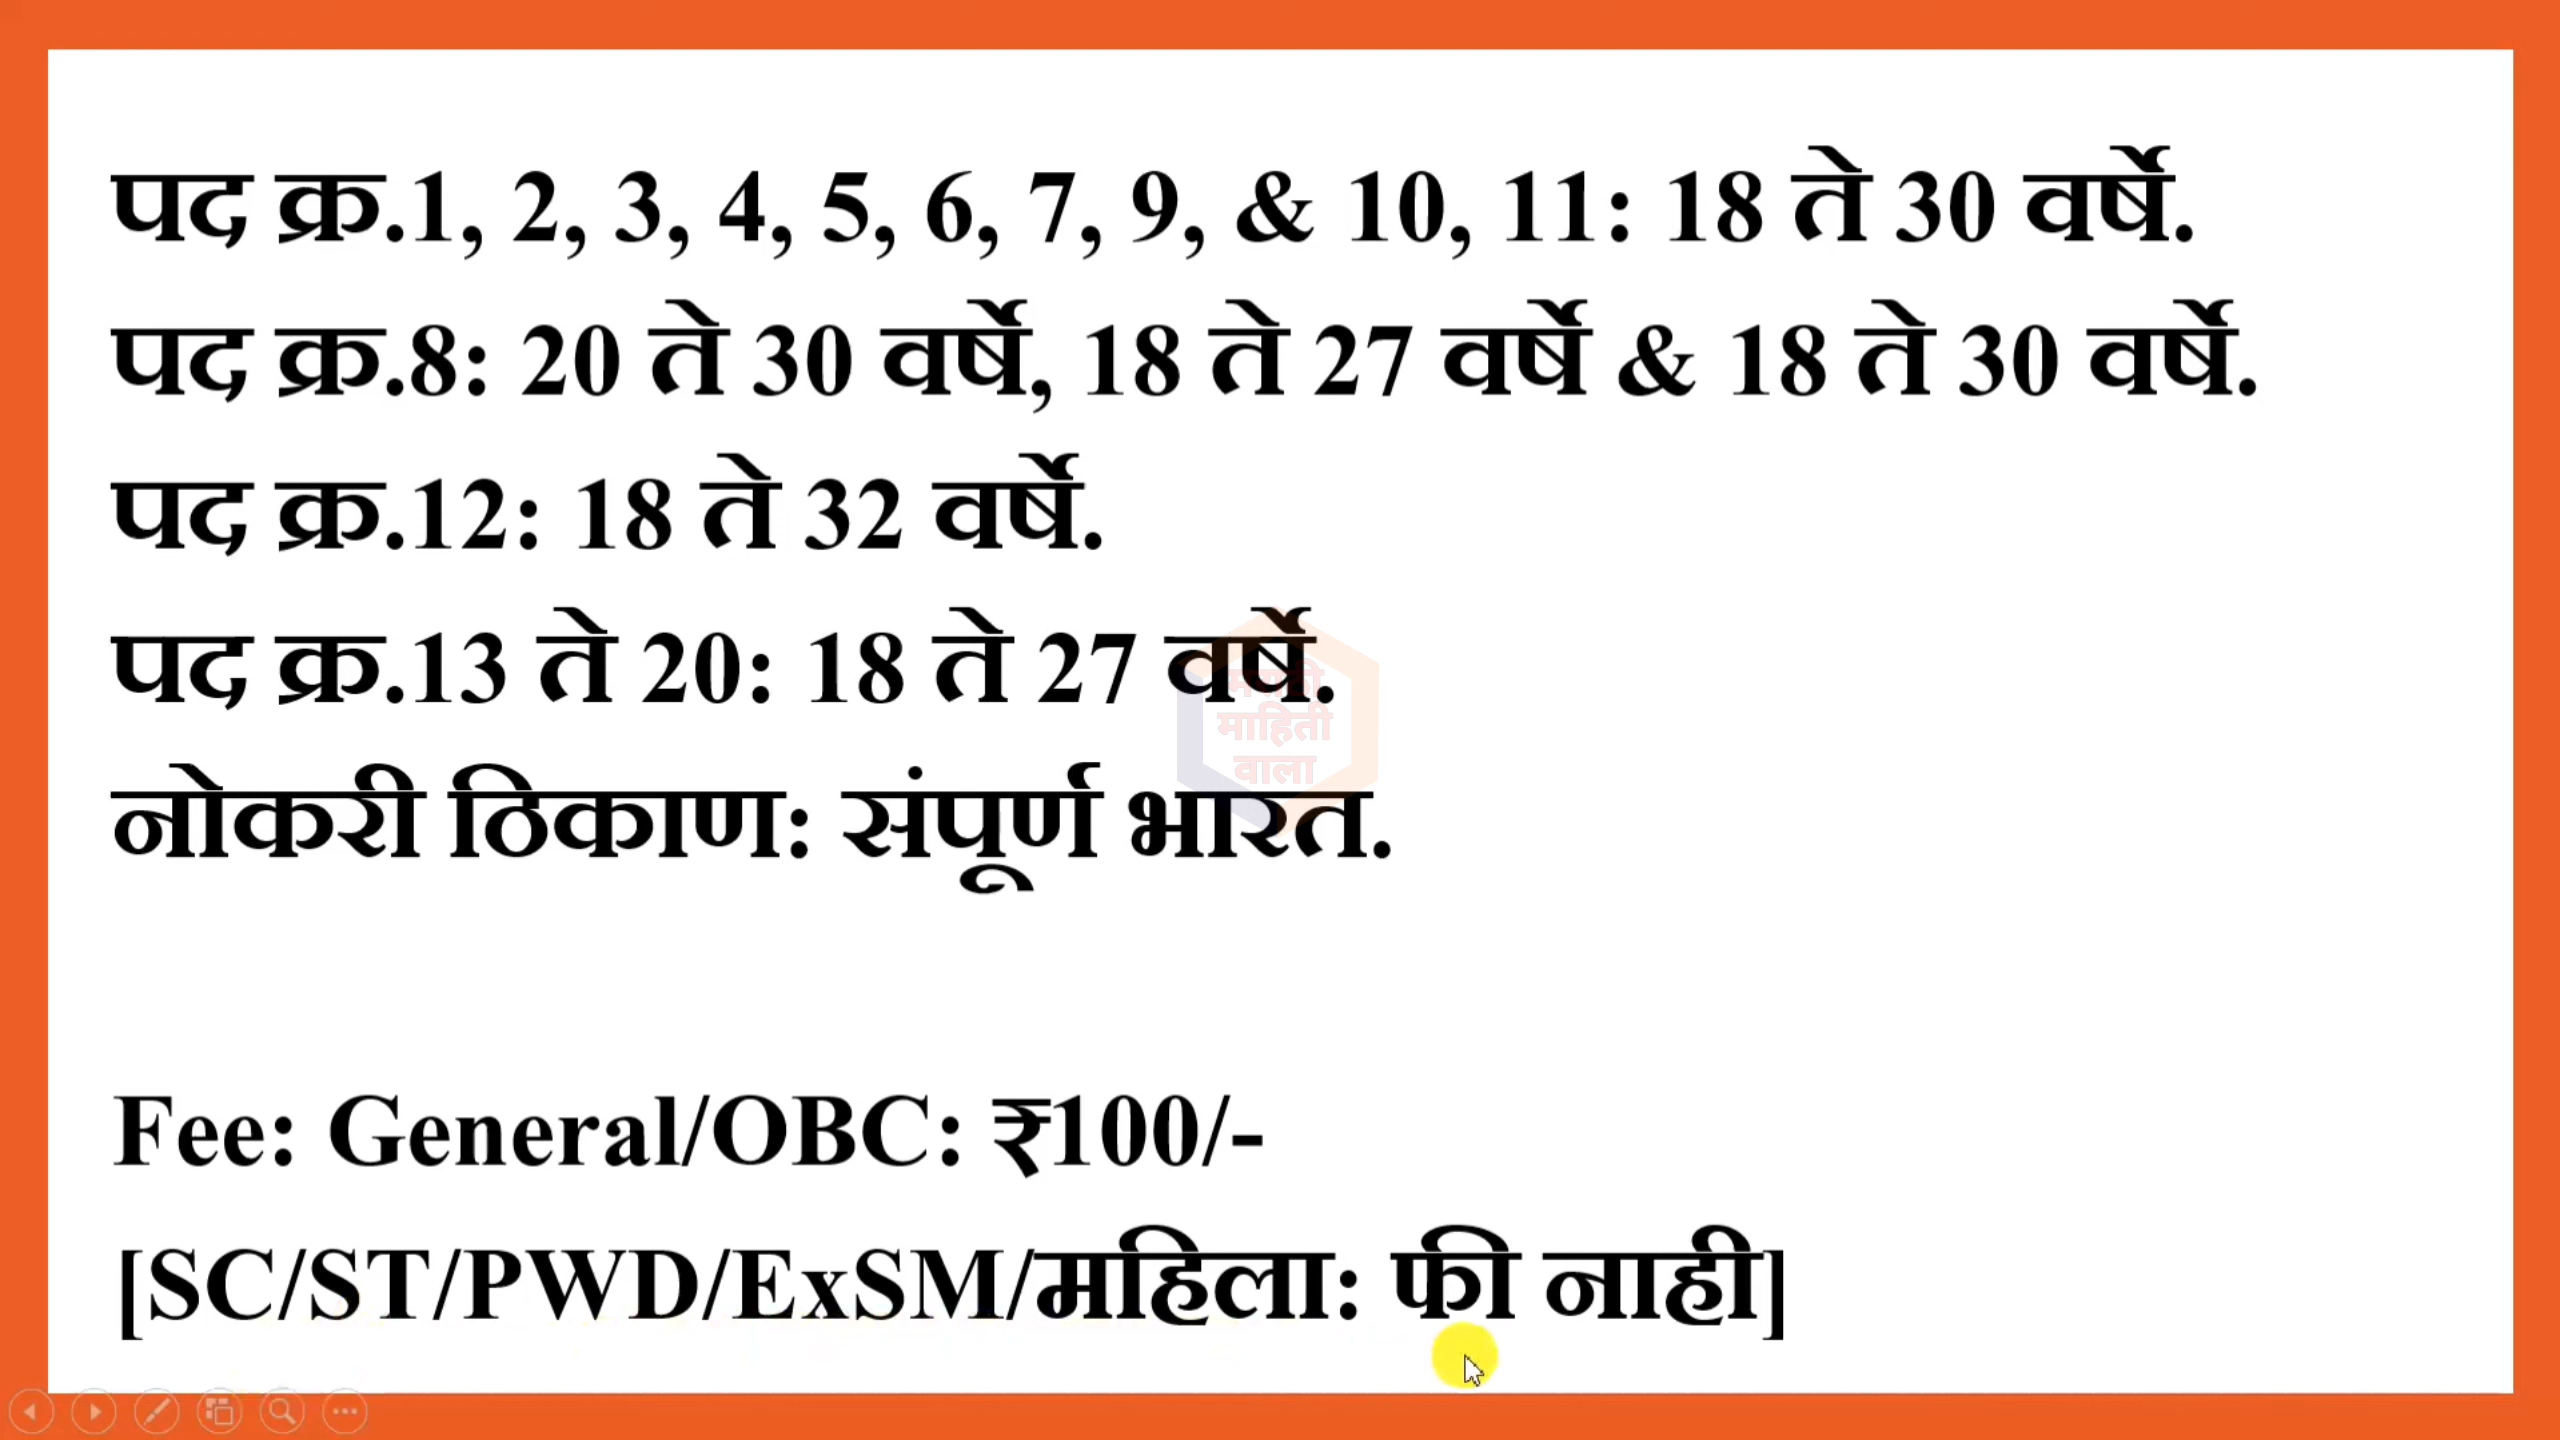 पद क्र.1, 2, 3, 4, 5, 6, 7, 9, & 10, 11: 18 ते 30 वर्षे.
पद क्र.8: 20 ते 30 वर्षे, 18 ते 27 वर्षे & 18 ते 30 वर्षे.
पद क्र.12: 18 ते 32 वर्षे.
पद क्र.13 ते 20: 18 ते 27 वर्षे.
मराठी
माहिती
वाला
नोकरी ठिकाण: संपूर्ण भारत.
Fee: General/OBC: ₹100/-
[SC/ST/PWD/ExSM/महिला: फी नाही]